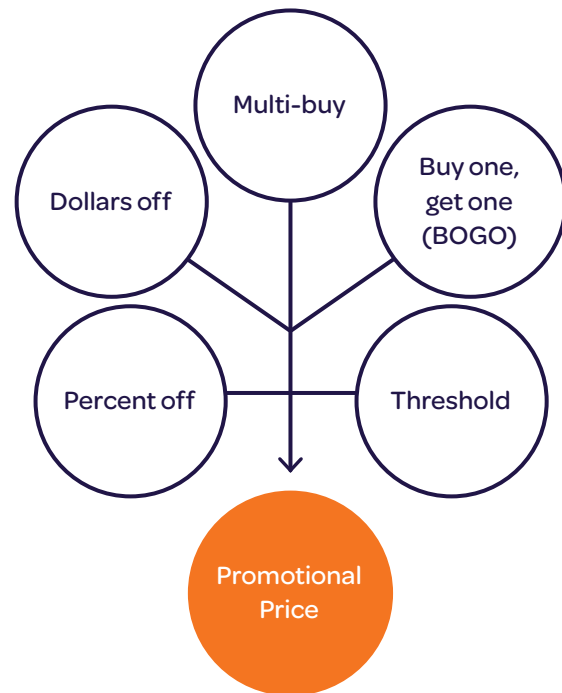 Multi-buy
Dollars off
Buy one,
get one
(BOGO)
Percent off
Threshold
Promotional
Price